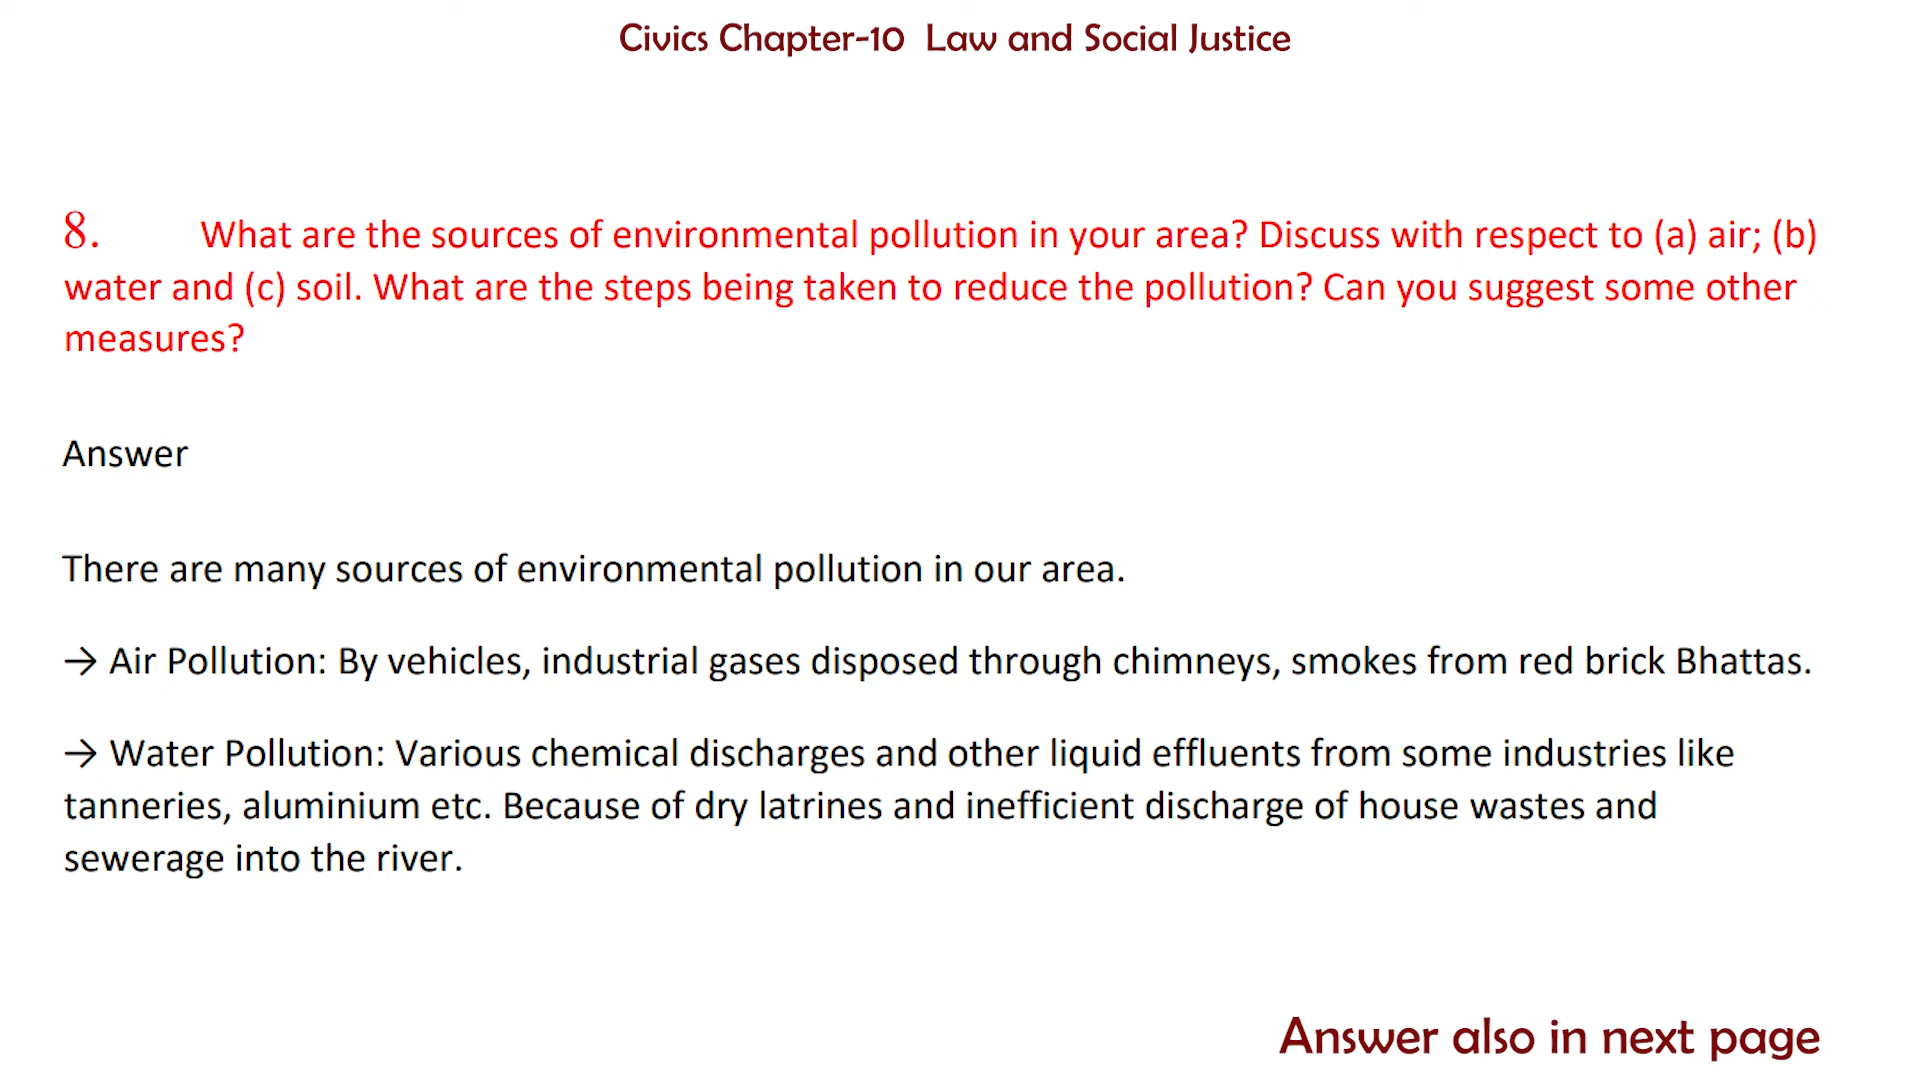 Civics Chapter-10 Law and Social Justice
8. What are the sources of environmental pollution in your area? Discuss with respect to (a) air; (b)
water and (c) soil. What are the steps being taken to reduce the pollution? Can you suggest some other
measures?
Answer
There are many sources of environmental pollution in our area.
→ Air Pollution: By vehicles, industrial gases disposed through chimneys, smokes from red brick Bhattas.
→ Water Pollution: Various chemical discharges and other liquid effluents from some industries like
tanneries, aluminium etc. Because of dry latrines and inefficient discharge of house wastes and
sewerage into the river.
Answer also in next page